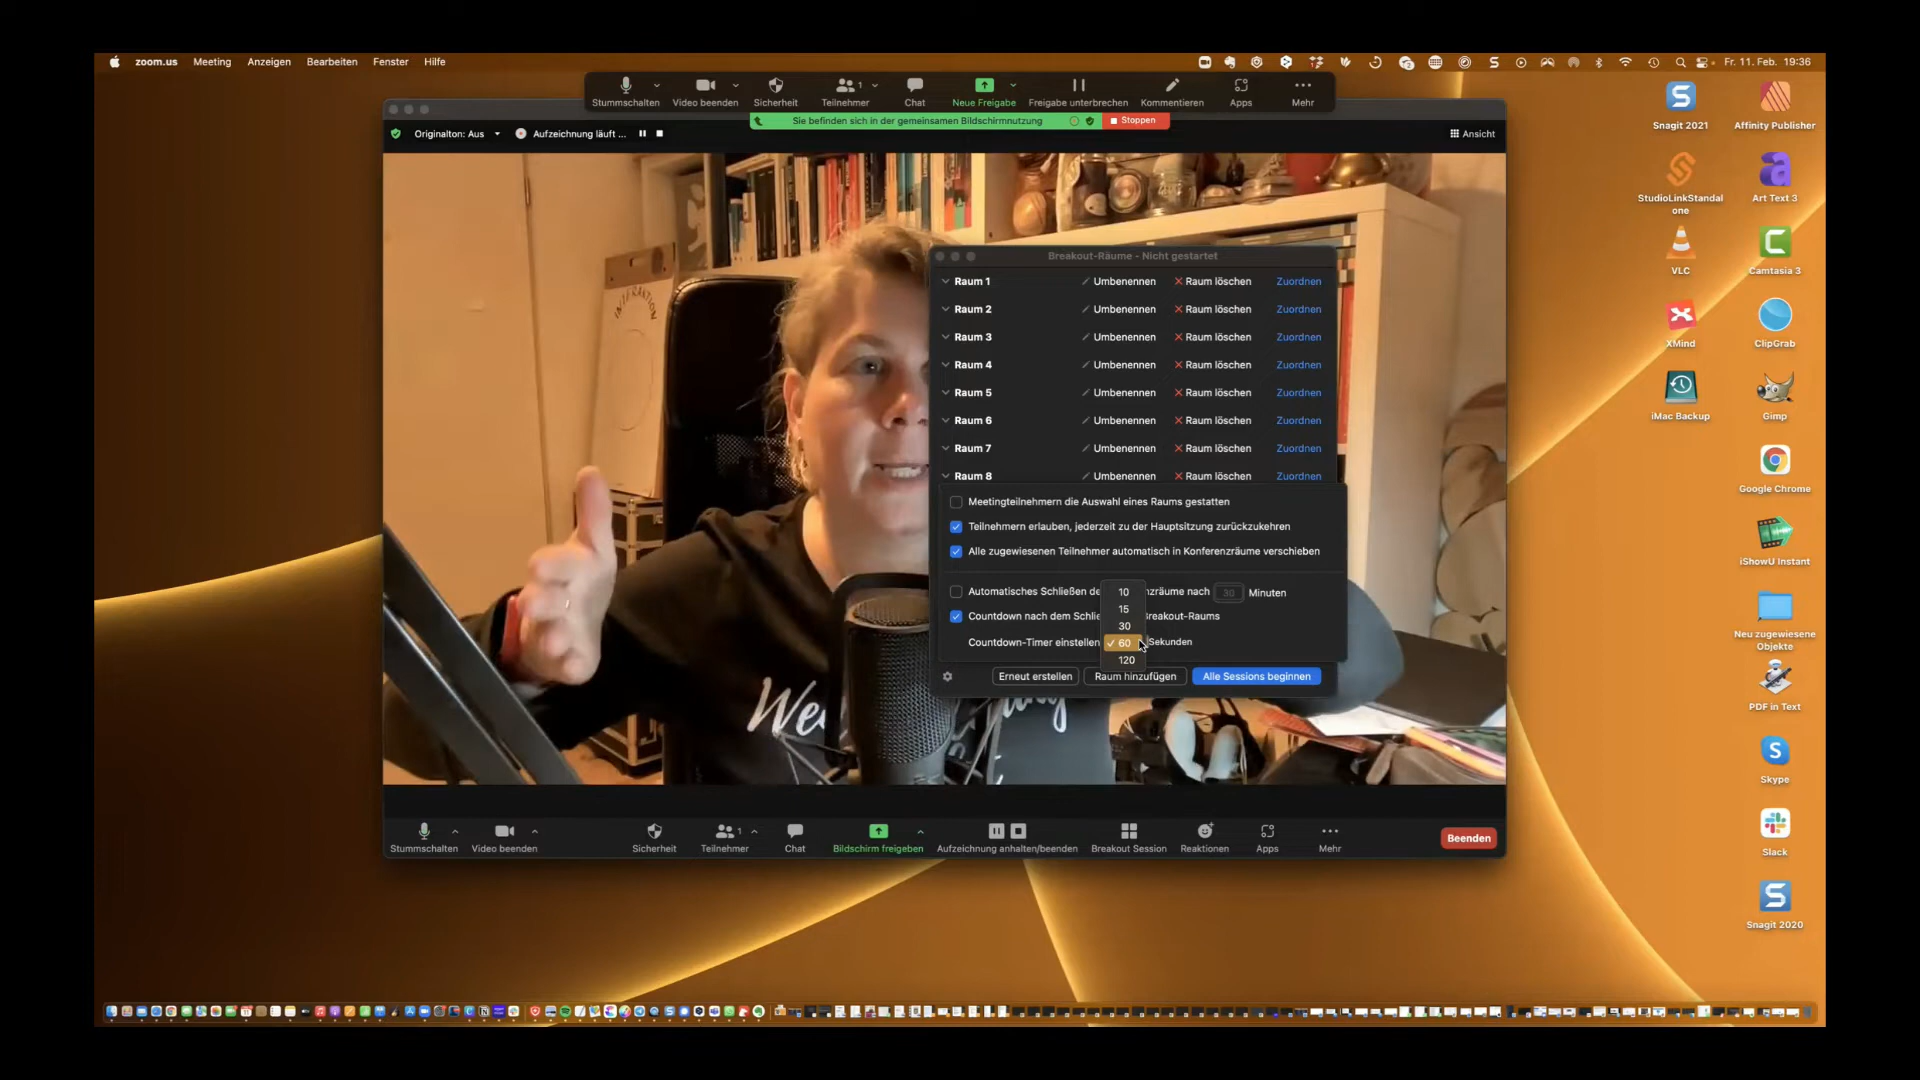 zoom.us Meeting Anzeigen Bearbeiten Fenster Hilfe
Fr. 11. Feb. 19:36
Stummschalten Video beenden Sicherheit Teilnehmer 1 Chat Neue Freigabe Freigabe unterbrechen Kommentieren Apps Mehr
Sie befinden sich in der gemeinsamen Bildschirmnutzung Stoppen
Originalton: Aus Aufzeichnung läuft ... Ansicht
Breakout-Räume - Nicht gestartet
Raum 1 Umbenennen Raum löschen Zuordnen
Raum 2 Umbenennen Raum löschen Zuordnen
Raum 3 Umbenennen Raum löschen Zuordnen
Raum 4 Umbenennen Raum löschen Zuordnen
Raum 5 Umbenennen Raum löschen Zuordnen
Raum 6 Umbenennen Raum löschen Zuordnen
Raum 7 Umbenennen Raum löschen Zuordnen
Raum 8 Umbenennen Raum löschen Zuordnen
Meetingteilnehmern die Auswahl eines Raums gestatten
Teilnehmern erlauben, jederzeit zu der Hauptsitzung zurückzukehren
Alle zugewiesenen Teilnehmer automatisch in Konferenzräume verschieben
Automatisches Schließen de nzräume nach 30 Minuten
Countdown nach dem Schlie Breakout-Raums
Countdown-Timer einstellen Sekunden
10
15
30
60
120
Erneut erstellen Raum hinzufügen Alle Sessions beginnen
Stummschalten Video beenden Sicherheit Teilnehmer 1 Chat Bildschirm freigeben Aufzeichnung anhalten/beenden Breakout Session Reaktionen Apps Mehr Beenden
Snagit 2021
Affinity Publisher
StudioLinkStandal
one
Art Text 3
VLC
Camtasia 3
XMind
ClipGrab
iMac Backup
Gimp
Google Chrome
iShowU Instant
Neu zugewiesene
Objekte
PDF in Text
Skype
Slack
Snagit 2020